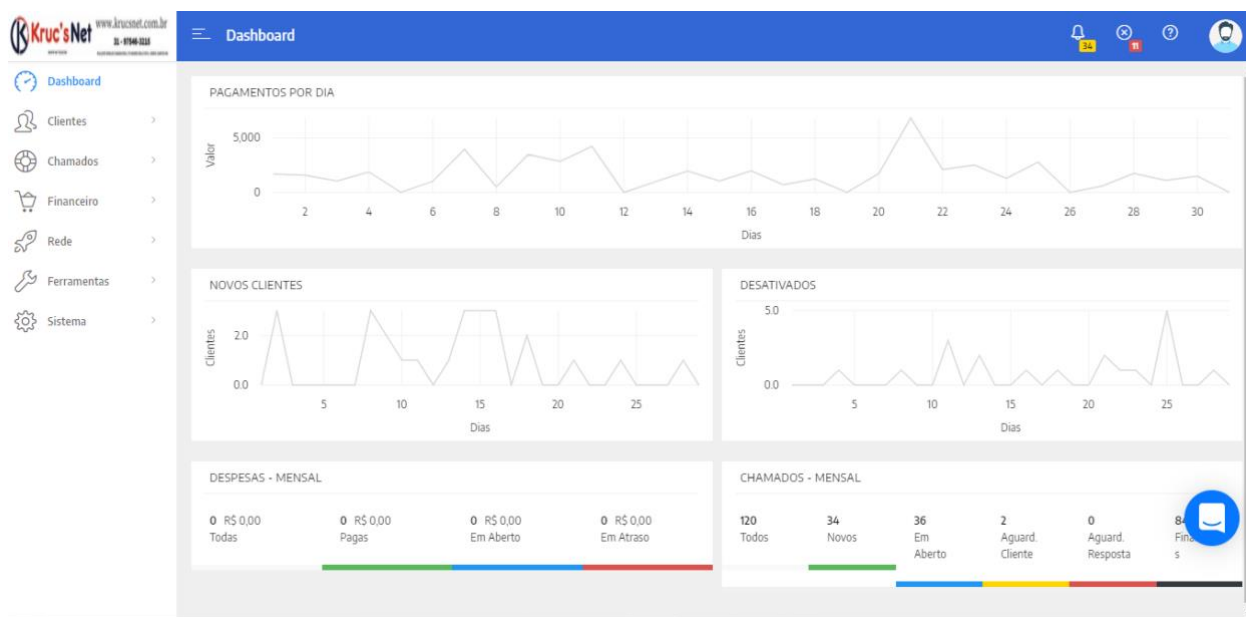 Kruc'sNet
www.krucsnet.com.br
Dashboard
34
11
Dashboard
Clientes
Chamados
Financeiro
Rede
Ferramentas
Sistema
PAGAMENTOS POR DIA
Valor
5,000
0
2 4 6 8 10 12 14 16 18 20 22 24 26 28 30
Dias
NOVOS CLIENTES
Clientes
2.0
0.0
5 10 15 20 25
Dias
DESATIVADOS
Clientes
5.0
0.0
5 10 15 20 25
Dias
DESPESAS - MENSAL
0 R$ 0,00 0 R$ 0,00 0 R$ 0,00 0 R$ 0,00
Todas Pagas Em Aberto Em Atraso
CHAMADOS - MENSAL
120 34 36 2 0 84
Todos Novos Em Aguard. Aguard. Fina
Aberto Cliente Resposta s